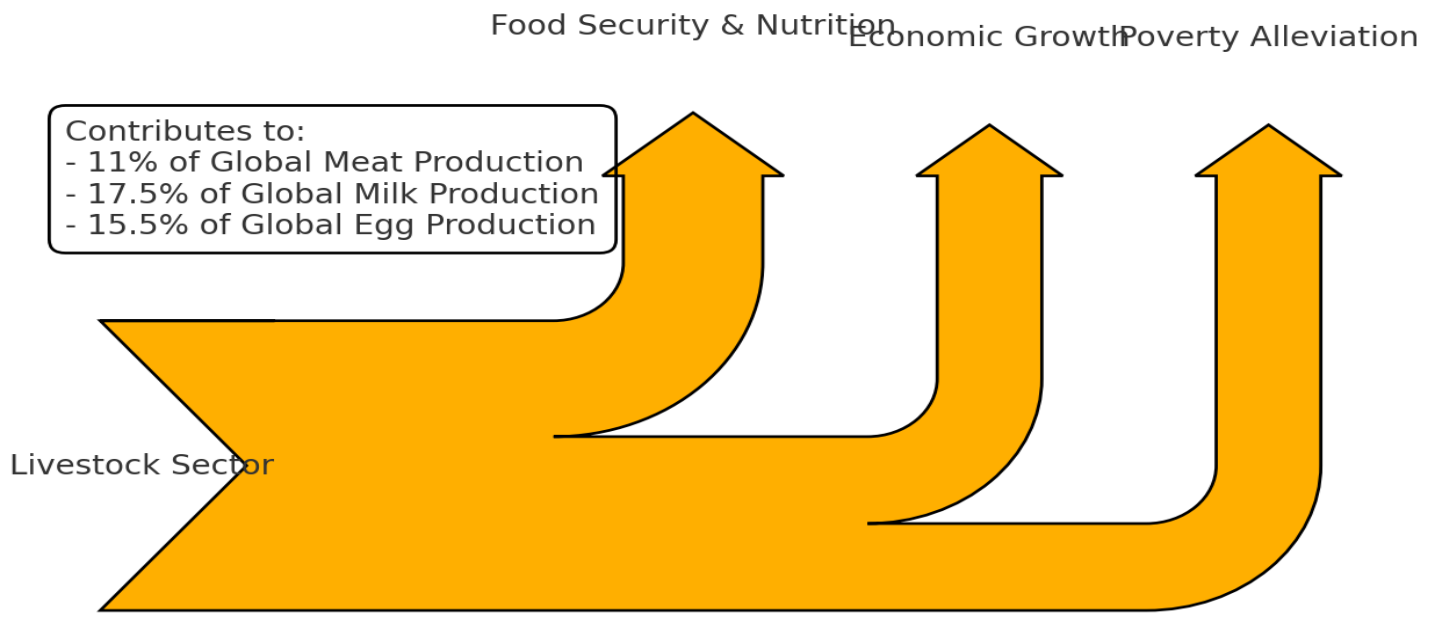 Food Security & Nutrition
Economic Growth
Poverty Alleviation
Contributes to:
- 11% of Global Meat Production
- 17.5% of Global Milk Production
- 15.5% of Global Egg Production
Livestock Sector